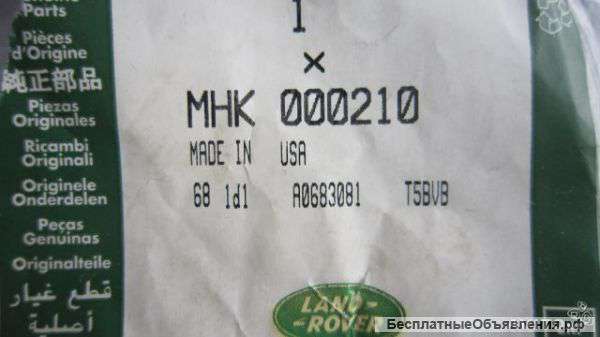 Parts
Pièces
d'Origine
純正部品
Piezas
Originales
Ricambi
Originali
Originele
Onderdelen
Peças
Genuinas
Originalteile
قطع غيار
أصلية
1
×
MHK 000210
MADE IN USA
68 1d1 A0683081 T5BVB
LAND-
-ROVER
БесплатныеОбъявления.рф